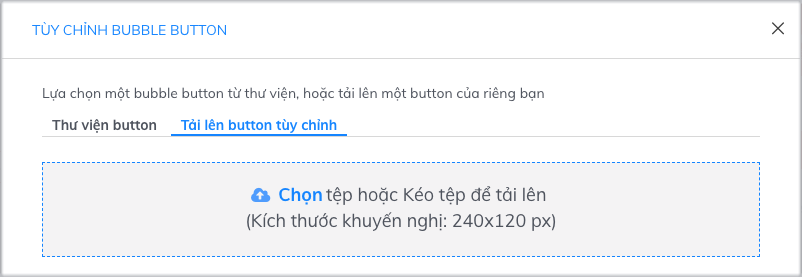 TÙY CHỈNH BUBBLE BUTTON
Lựa chọn một bubble button từ thư viện, hoặc tải lên một button của riêng bạn
Thư viện button
Tải lên button tùy chỉnh
Chọn tệp hoặc Kéo tệp để tải lên
(Kích thước khuyến nghị: 240x120 px)